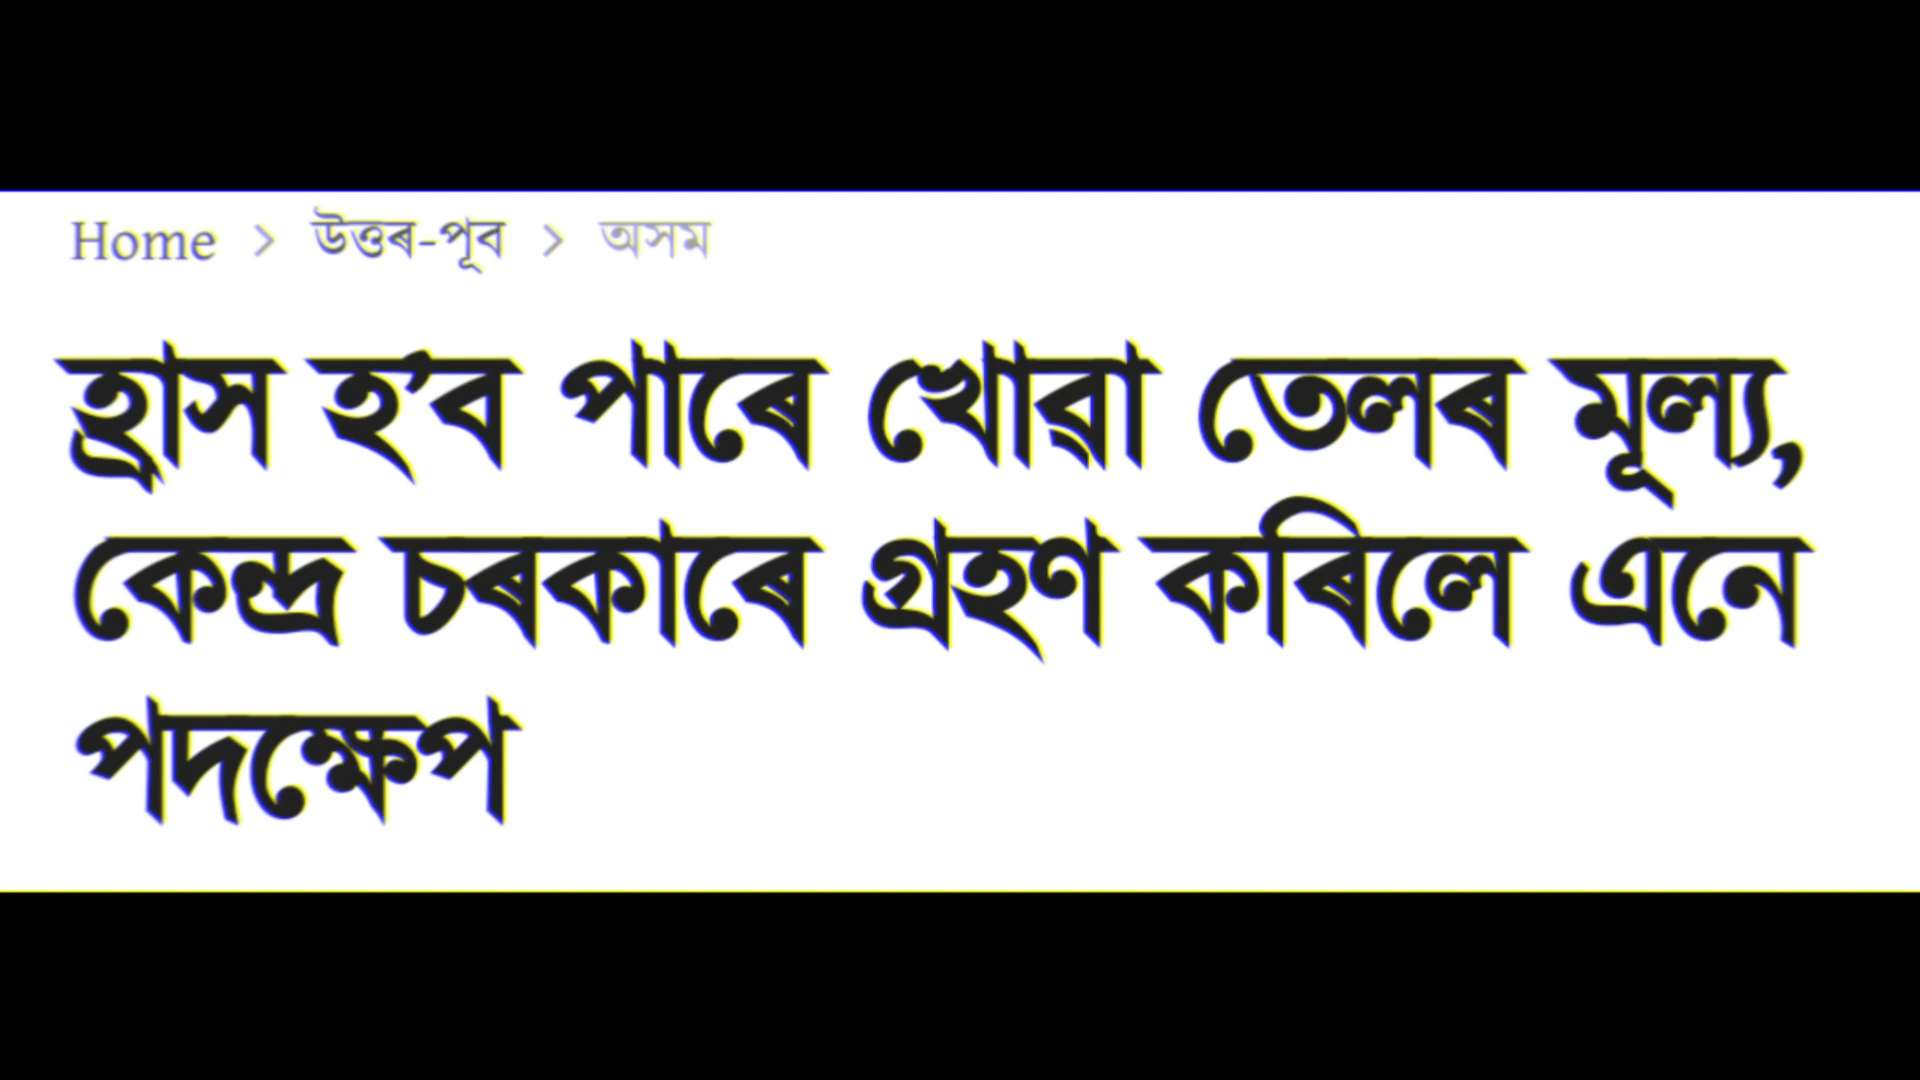 Home > উত্তৰ-পূব > অসম
হ্ৰাস হ’ব পাৰে খোৱা তেলৰ মূল্য,
কেন্দ্ৰ চৰকাৰে গ্ৰহণ কৰিলে এনে
পদক্ষেপ